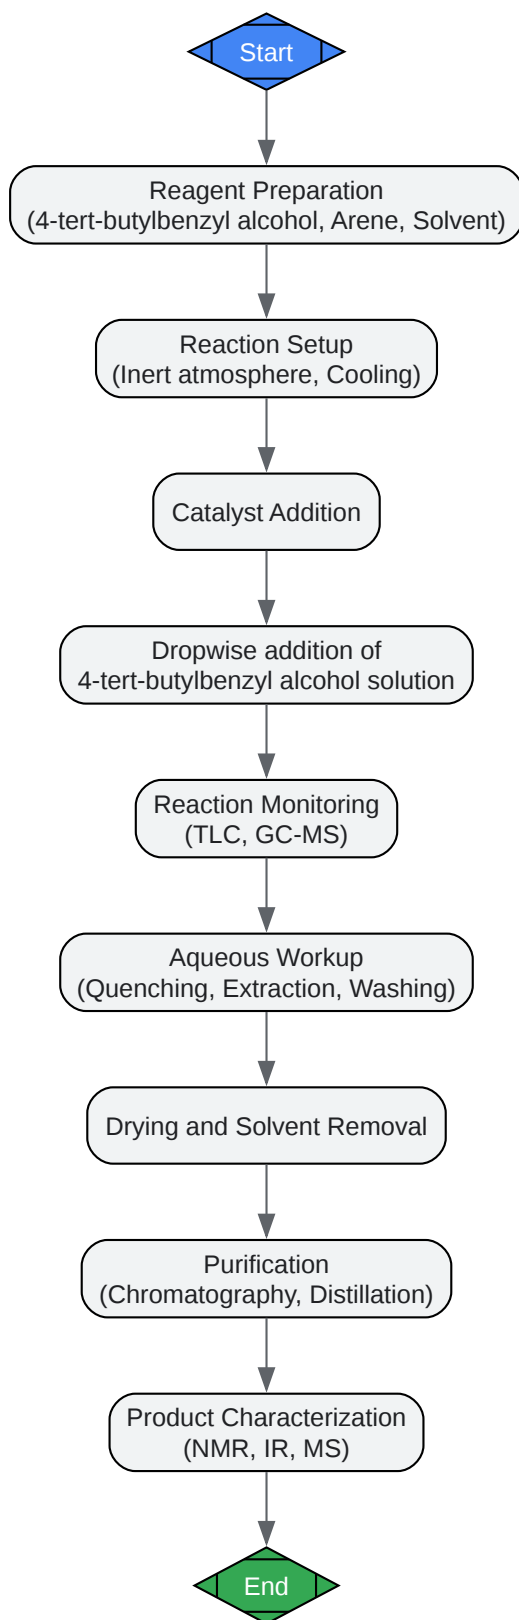 Start
Reagent Preparation
(4-tert-butylbenzyl alcohol, Arene, Solvent)
Reaction Setup
(Inert atmosphere, Cooling)
Catalyst Addition
Dropwise addition of
4-tert-butylbenzyl alcohol solution
Reaction Monitoring
(TLC, GC-MS)
Aqueous Workup
(Quenching, Extraction, Washing)
Drying and Solvent Removal
Purification
(Chromatography, Distillation)
Product Characterization
(NMR, IR, MS)
End